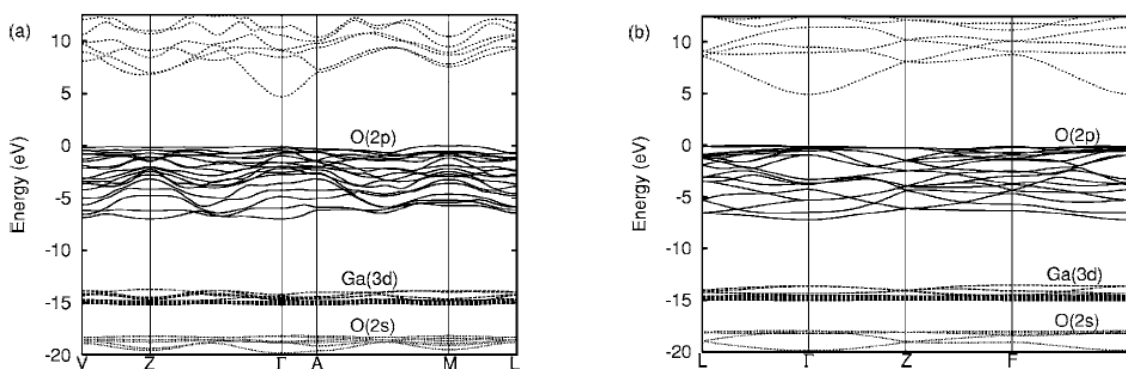 (a)
Energy (eV)
10
5
0
-5
-10
-15
-20
O(2p)
Ga(3d)
O(2s)
V Z Γ A M L
(b)
Energy (eV)
10
5
0
-5
-10
-15
-20
O(2p)
Ga(3d)
O(2s)
L Γ Z F